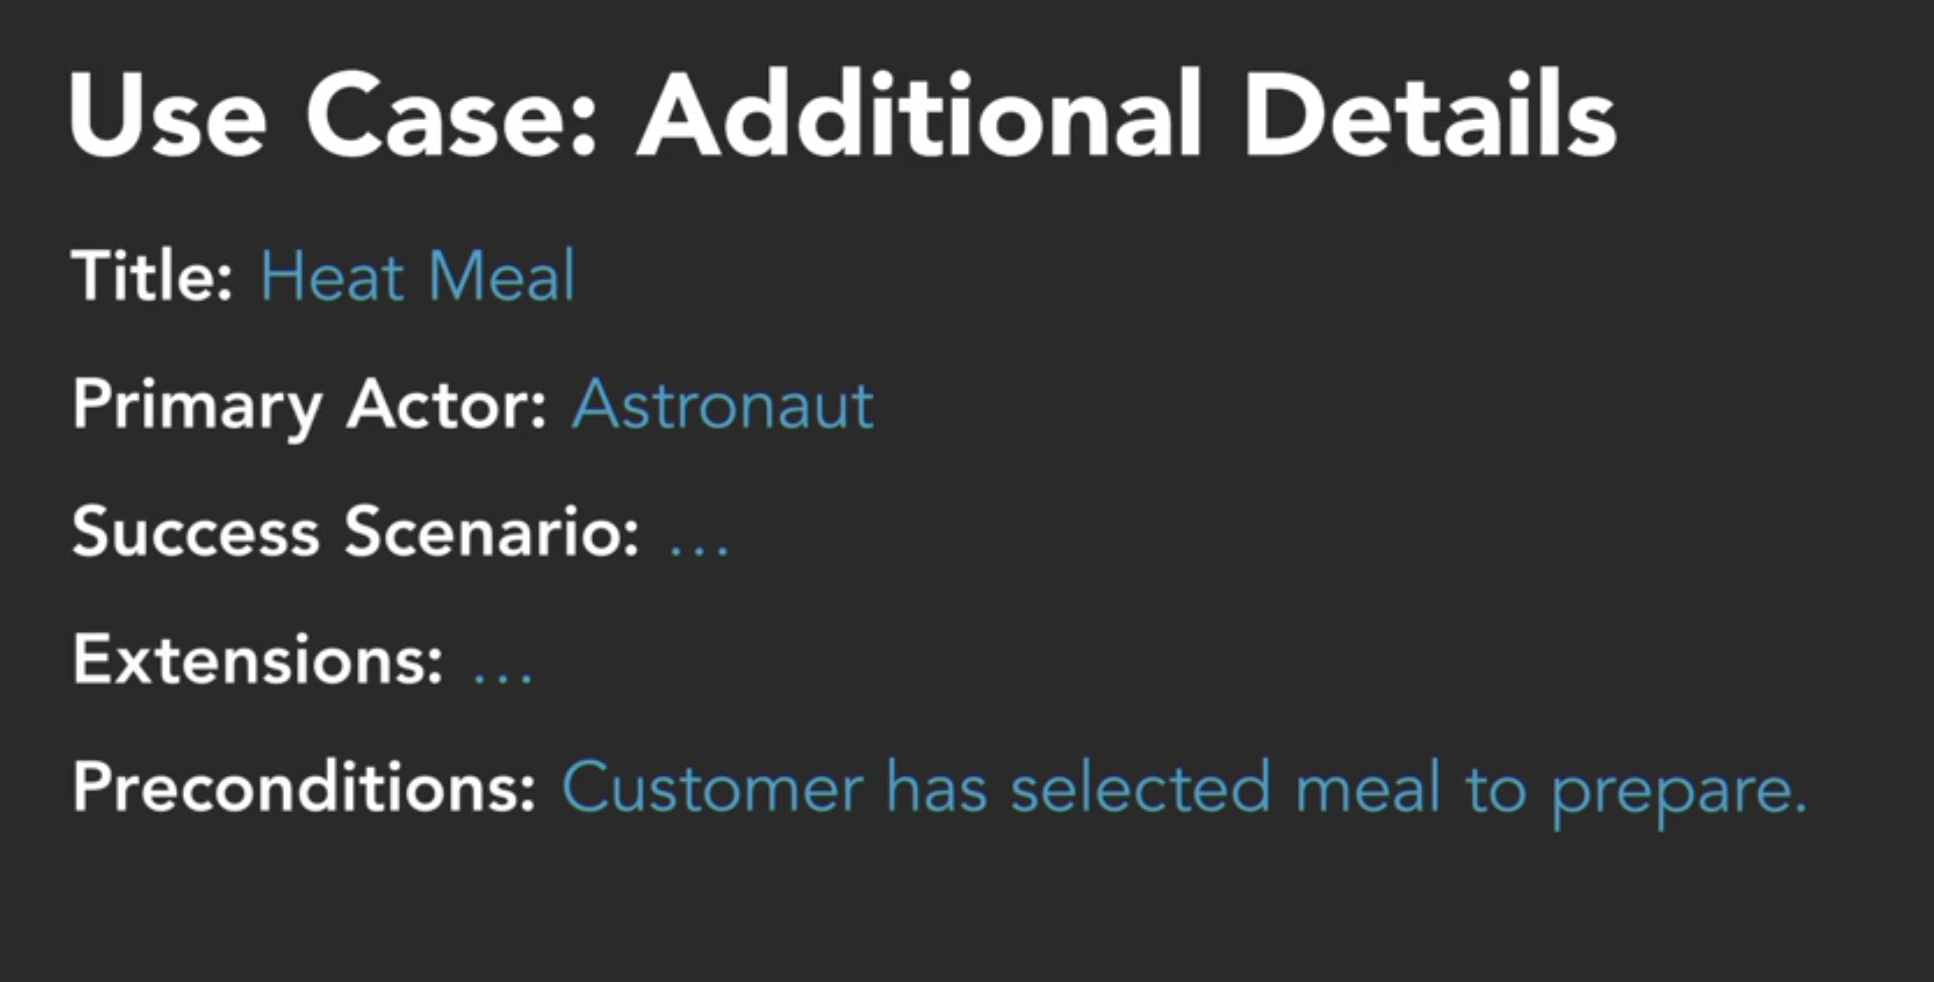 Use Case: Additional Details
Title: Heat Meal
Primary Actor: Astronaut
Success Scenario: ...
Extensions: ...
Preconditions: Customer has selected meal to prepare.